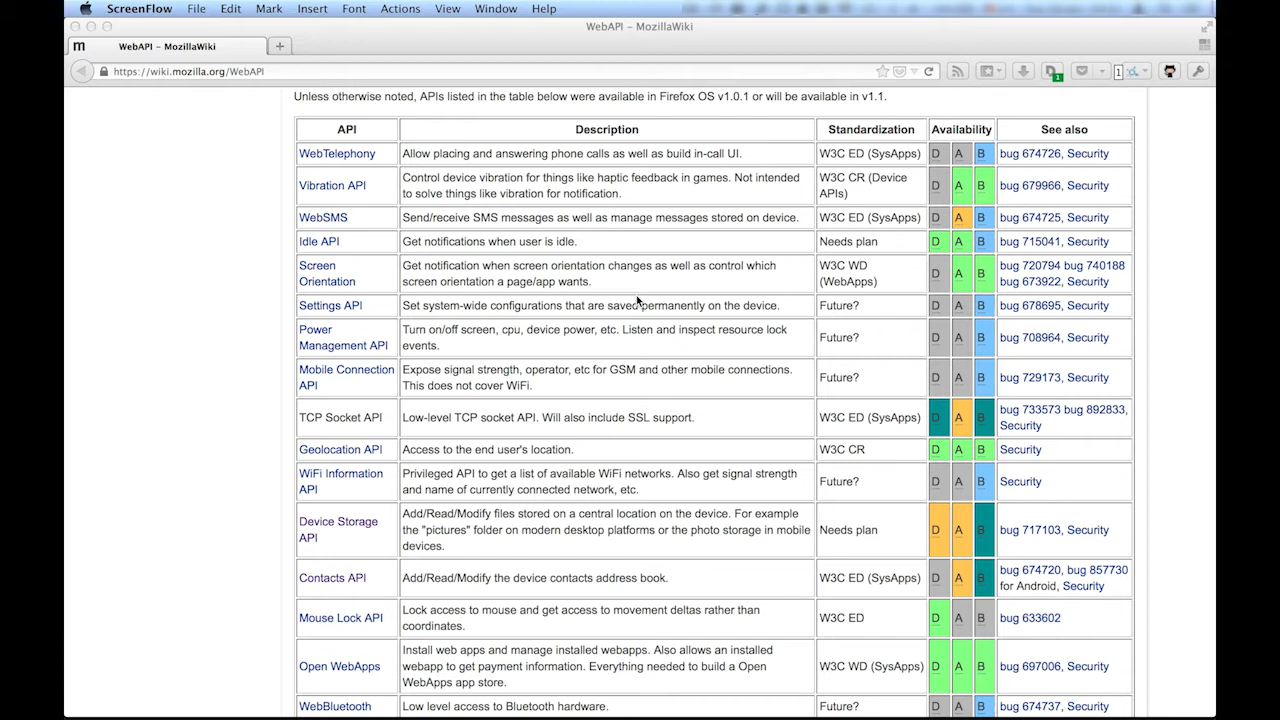 ScreenFlow File Edit Mark Insert Font Actions View Window Help
WebAPI – MozillaWiki
m WebAPI – MozillaWiki +
https://wiki.mozilla.org/WebAPI
1 1
Unless otherwise noted, APIs listed in the table below were available in Firefox OS v1.0.1 or will be available in v1.1.
API Description Standardization Availability See also
WebTelephony Allow placing and answering phone calls as well as build in-call UI. W3C ED (SysApps) D A B bug 674726, Security
Vibration API Control device vibration for things like haptic feedback in games. Not intended
to solve things like vibration for notification. W3C CR (Device
APIs) D A B bug 679966, Security
WebSMS Send/receive SMS messages as well as manage messages stored on device. W3C ED (SysApps) D A B bug 674725, Security
Idle API Get notifications when user is idle. Needs plan D A B bug 715041, Security
Screen
Orientation Get notification when screen orientation changes as well as control which
screen orientation a page/app wants. W3C WD
(WebApps) D A B bug 720794 bug 740188
bug 673922, Security
Settings API Set system-wide configurations that are saved permanently on the device. Future? D A B bug 678695, Security
Power
Management API Turn on/off screen, cpu, device power, etc. Listen and inspect resource lock
events. Future? D A B bug 708964, Security
Mobile Connection
API Expose signal strength, operator, etc for GSM and other mobile connections.
This does not cover WiFi. Future? D A B bug 729173, Security
TCP Socket API Low-level TCP socket API. Will also include SSL support. W3C ED (SysApps) D A B bug 733573 bug 892833,
Security
Geolocation API Access to the end user's location. W3C CR D A B Security
WiFi Information
API Privileged API to get a list of available WiFi networks. Also get signal strength
and name of currently connected network, etc. Future? D A B Security
Device Storage
API Add/Read/Modify files stored on a central location on the device. For example
the "pictures" folder on modern desktop platforms or the photo storage in mobile
devices. Needs plan D A B bug 717103, Security
Contacts API Add/Read/Modify the device contacts address book. W3C ED (SysApps) D A B bug 674720, bug 857730
for Android, Security
Mouse Lock API Lock access to mouse and get access to movement deltas rather than
coordinates. W3C ED D A B bug 633602
Open WebApps Install web apps and manage installed webapps. Also allows an installed
webapp to get payment information. Everything needed to build a Open
WebApps app store. W3C WD (SysApps) D A B bug 697006, Security
WebBluetooth Low level access to Bluetooth hardware. Future? D A B bug 674737, Security